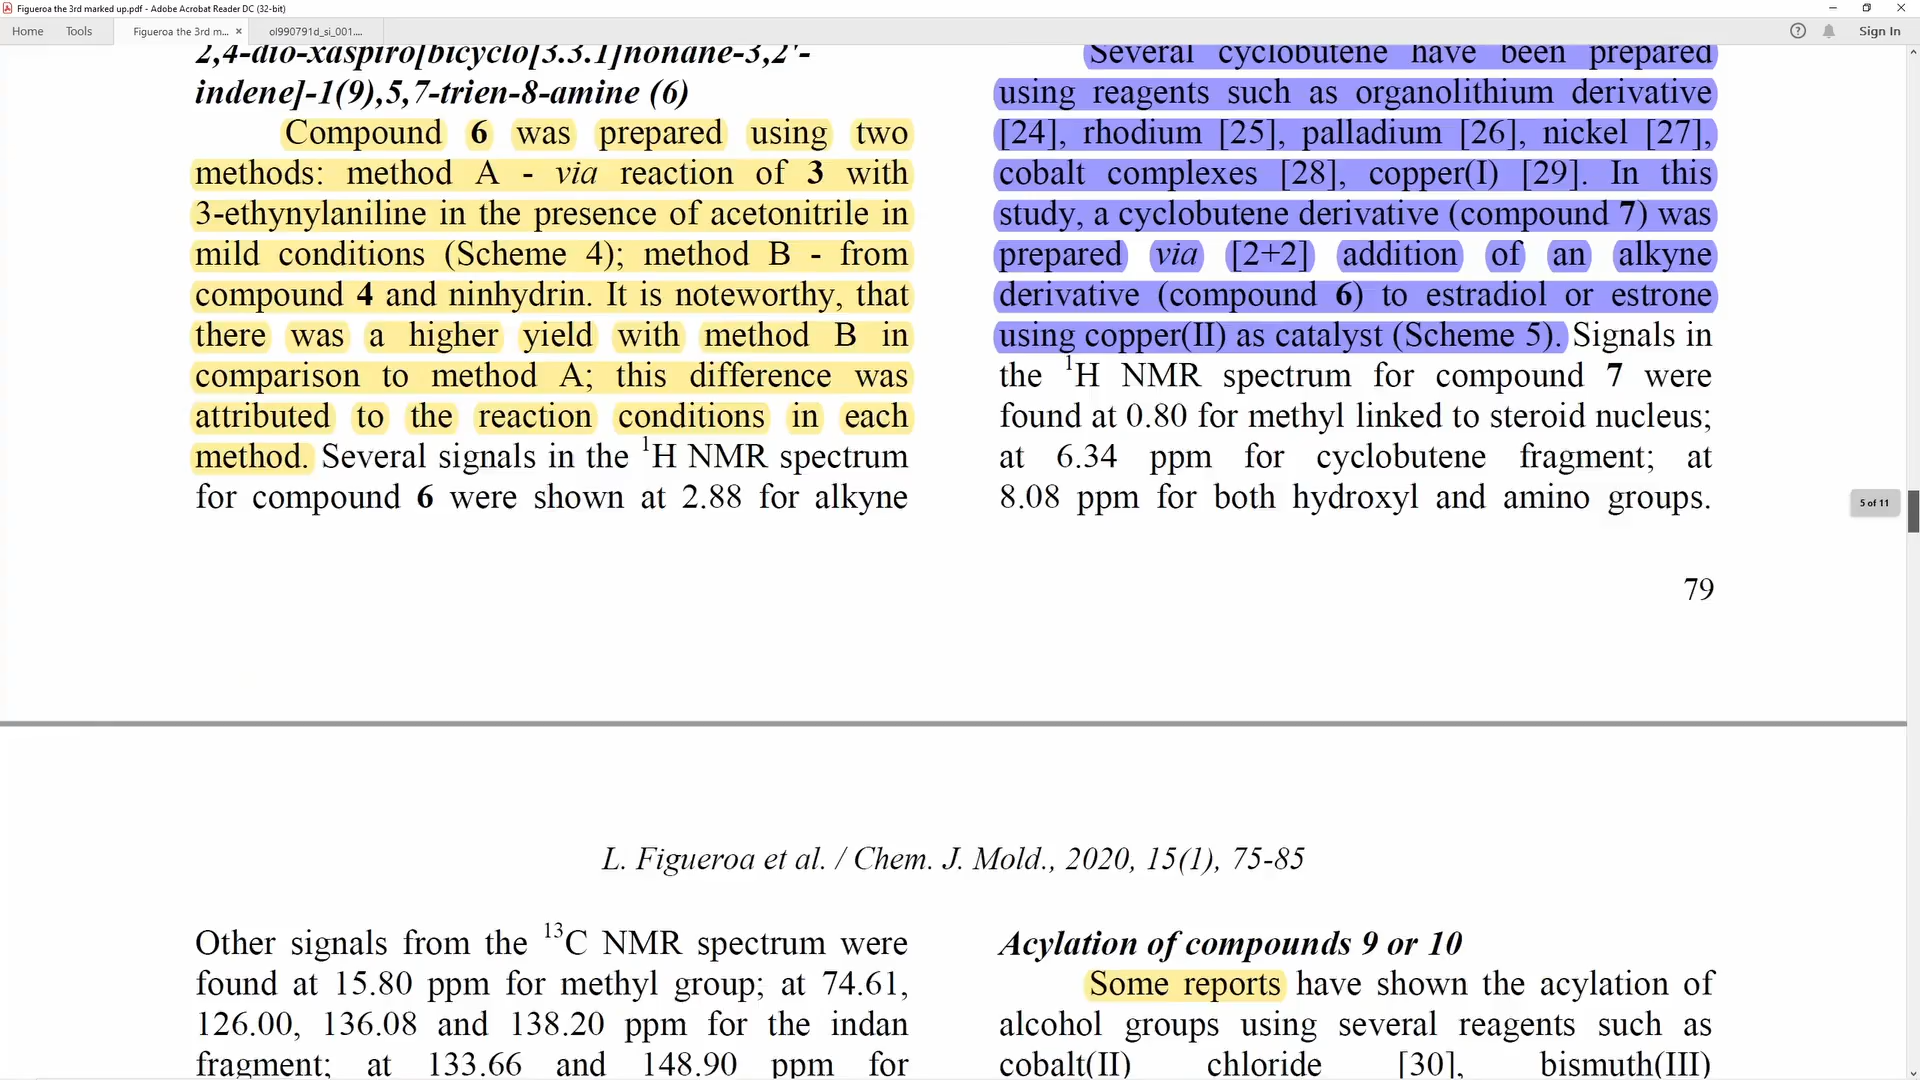 Figueroa the 3rd marked up.pdf - Adobe Acrobat Reader DC (32-bit)
Home Tools Figueroa the 3rd m... × ol990791d_si_001.... Sign In
2,4-dio-xaspiro[bicyclo[3.3.1]nonane-3,2'-
indene]-1(9),5,7-trien-8-amine (6)
Compound 6 was prepared using two
methods: method A - via reaction of 3 with
3-ethynylaniline in the presence of acetonitrile in
mild conditions (Scheme 4); method B - from
compound 4 and ninhydrin. It is noteworthy, that
there was a higher yield with method B in
comparison to method A; this difference was
attributed to the reaction conditions in each
method. Several signals in the ¹H NMR spectrum
for compound 6 were shown at 2.88 for alkyne
Several cyclobutene have been prepared
using reagents such as organolithium derivative
[24], rhodium [25], palladium [26], nickel [27],
cobalt complexes [28], copper(I) [29]. In this
study, a cyclobutene derivative (compound 7) was
prepared via [2+2] addition of an alkyne
derivative (compound 6) to estradiol or estrone
using copper(II) as catalyst (Scheme 5). Signals in
the ¹H NMR spectrum for compound 7 were
found at 0.80 for methyl linked to steroid nucleus;
at 6.34 ppm for cyclobutene fragment; at
8.08 ppm for both hydroxyl and amino groups.
5 of 11
79
L. Figueroa et al. / Chem. J. Mold., 2020, 15(1), 75-85
Other signals from the ¹³C NMR spectrum were
found at 15.80 ppm for methyl group; at 74.61,
126.00, 136.08 and 138.20 ppm for the indan
fragment; at 133.66 and 148.90 ppm for
Acylation of compounds 9 or 10
Some reports have shown the acylation of
alcohol groups using several reagents such as
cobalt(II) chloride [30], bismuth(III)